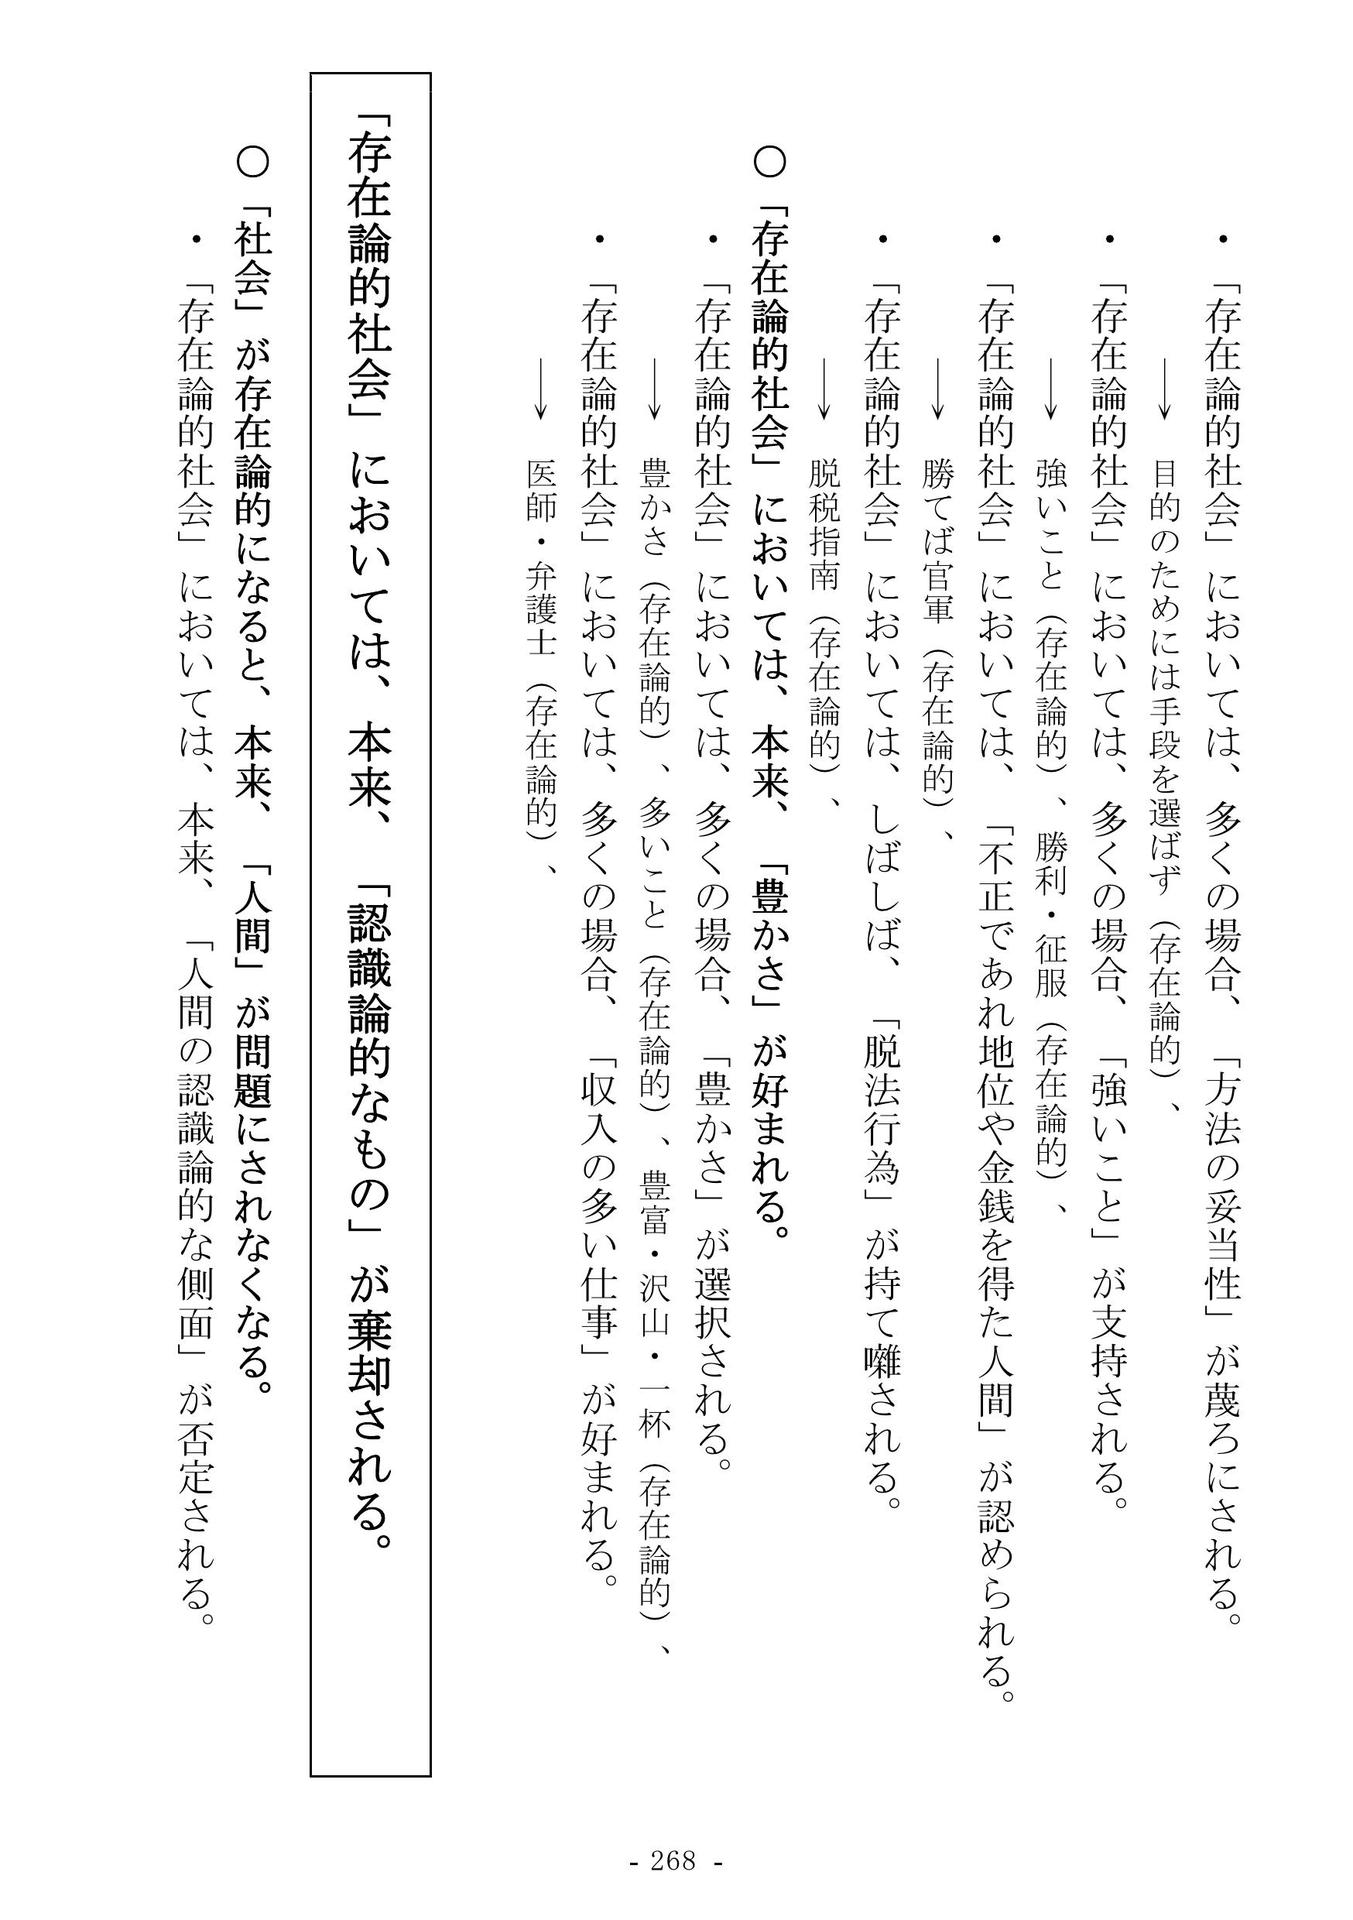 ・「存在論的社会」においては、多くの場合、「方法の妥当性」が蔑ろにされる。
→ 目的のためには手段を選ばず（存在論的）、
・「存在論的社会」においては、多くの場合、「強いこと」が支持される。
→ 強いこと（存在論的）、勝利・征服（存在論的）、
・「存在論的社会」においては、「不正であれ地位や金銭を得た人間」が認められる。
→ 勝てば官軍（存在論的）、
・「存在論的社会」においては、しばしば、「脱法行為」が持て囃される。
→ 脱税指南（存在論的）、
○「存在論的社会」においては、本来、「豊かさ」が好まれる。
・「存在論的社会」においては、多くの場合、「豊かさ」が選択される。
→ 豊かさ（存在論的）、多いこと（存在論的）、豊富・沢山・一杯（存在論的）、
・「存在論的社会」においては、多くの場合、「収入の多い仕事」が好まれる。
→ 医師・弁護士（存在論的）、
「存在論的社会」においては、本来、「認識論的なもの」が棄却される。
○「社会」が存在論的になると、本来、「人間」が問題にされなくなる。
・「存在論的社会」においては、本来、「人間の認識論的な側面」が否定される。
- 268 -